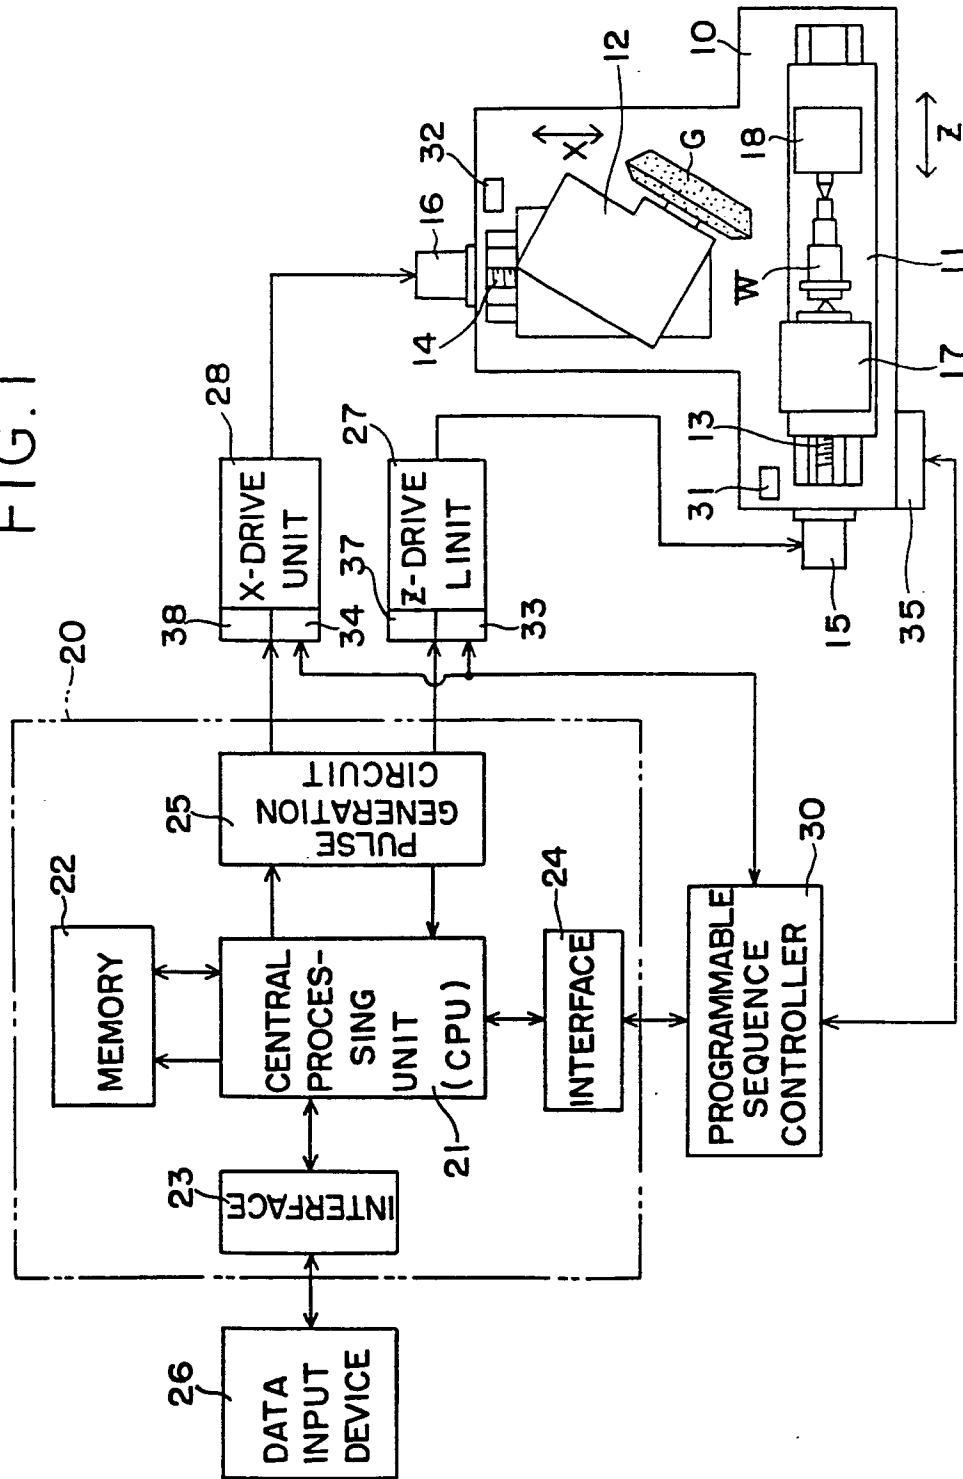 FIG.1
20
22
MEMORY
23
INTERFACE
26
DATA
INPUT
DEVICE
CENTRAL
PROCES-
SING
UNIT
(CPU)
21
25
PULSE
GENERATION
CIRCUIT
24
INTERFACE
30
PROGRAMMABLE
SEQUENCE
CONTROLLER
28
X-DRIVE
UNIT
38
34
27
37
Z-DRIVE
LINIT
33
16
32
14
X
12
G
10
18
W
31
13
15
35
17
11
Z